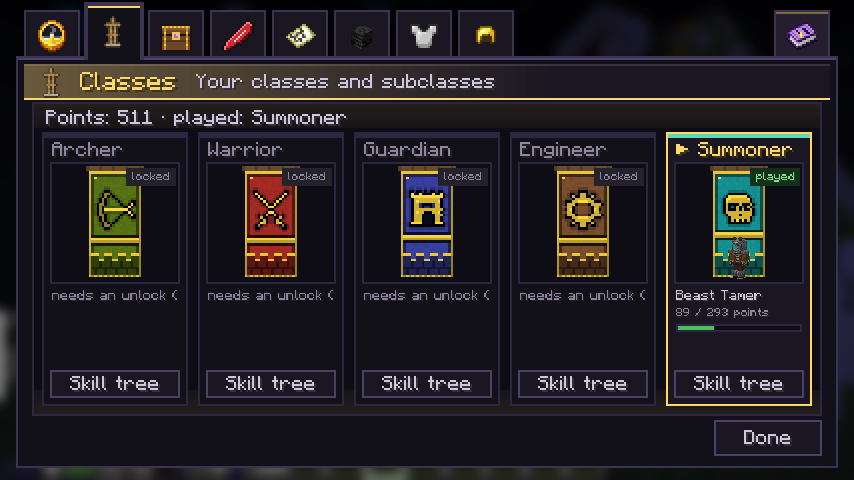 Classes Your classes and subclasses
Points: 511 · played: Summoner
Archer
locked
needs an unlock (
Skill tree
Warrior
locked
needs an unlock (
Skill tree
Guardian
locked
needs an unlock (
Skill tree
Engineer
locked
needs an unlock (
Skill tree
► Summoner
played
Beast Tamer
89 / 293 points
Skill tree
Done